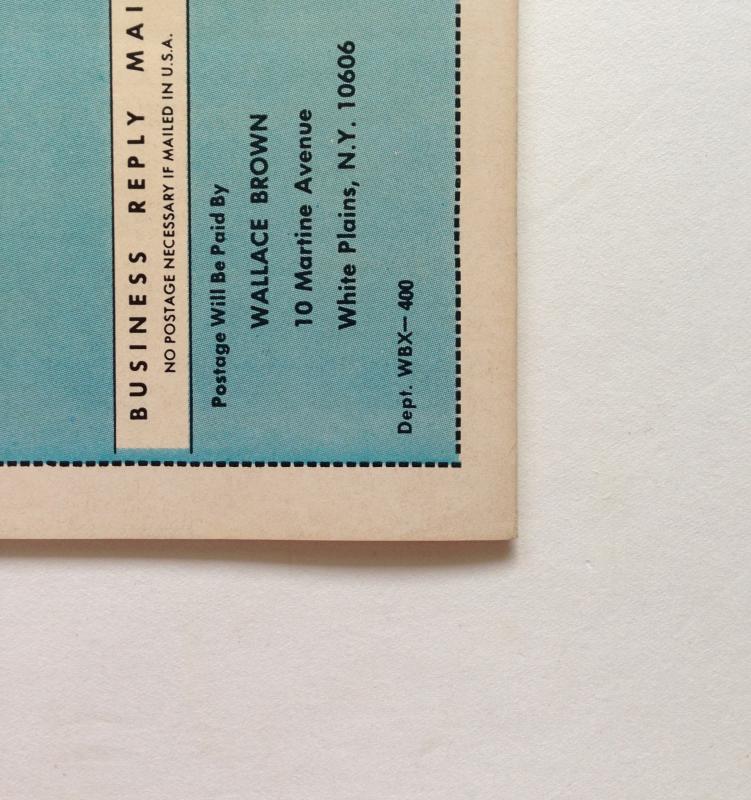 BUSINESS REPLY MAI
NO POSTAGE NECESSARY IF MAILED IN U.S.A.
Postage Will Be Paid By
WALLACE BROWN
10 Martine Avenue
White Plains, N.Y. 10606
Dept. WBX—400